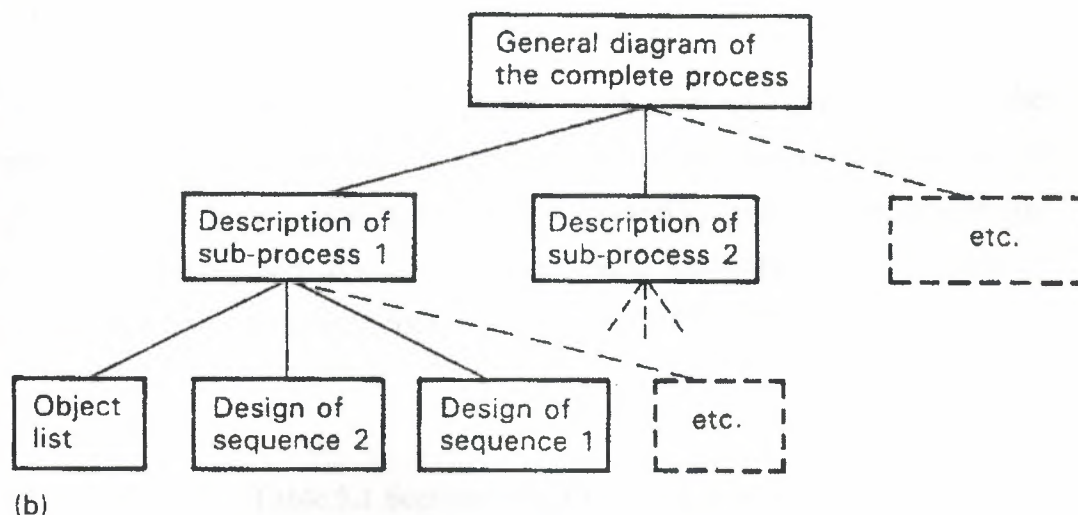 General diagram of
the complete process
Description of
sub-process 1
Description of
sub-process 2
etc.
Object
list
Design of
sequence 2
Design of
sequence 1
etc.
(b)